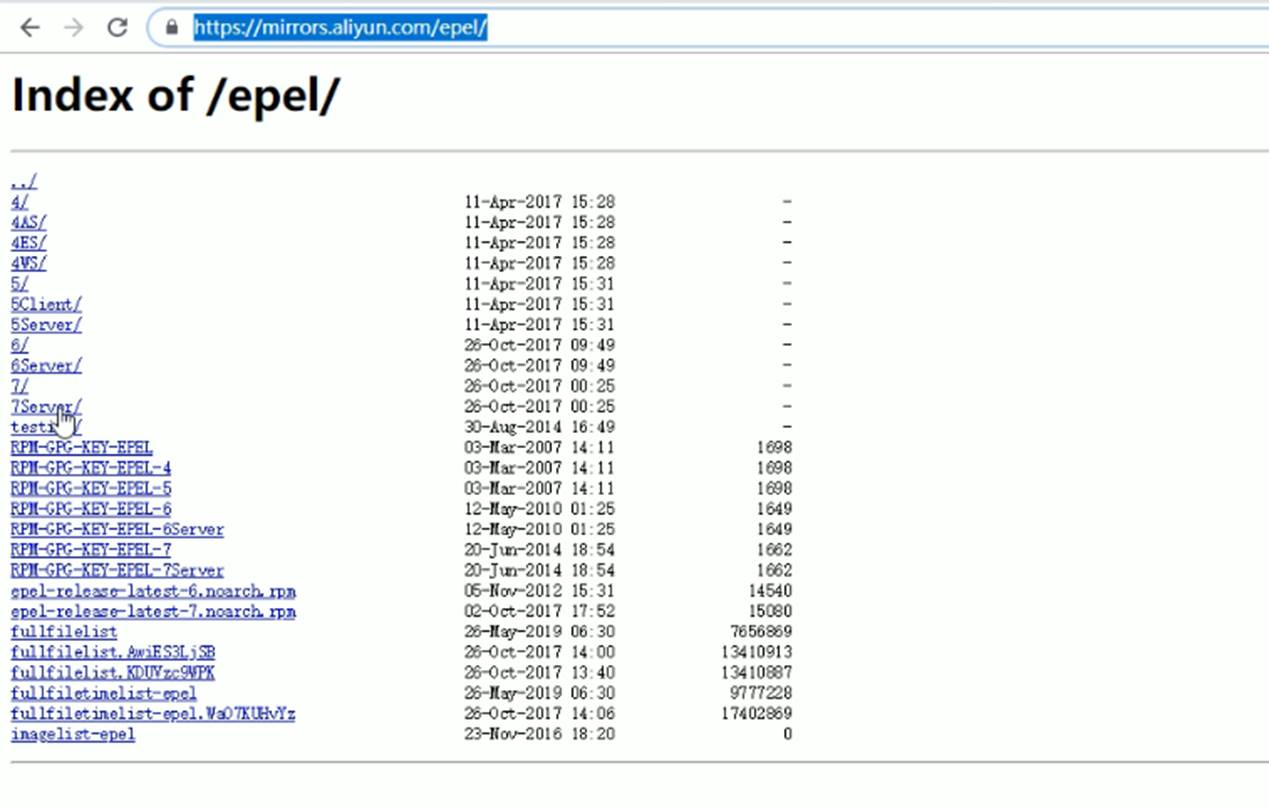 https://mirrors.aliyun.com/epel/
Index of /epel/
../
4/ 11-Apr-2017 15:28 -
4AS/ 11-Apr-2017 15:28 -
4ES/ 11-Apr-2017 15:28 -
4WS/ 11-Apr-2017 15:28 -
5/ 11-Apr-2017 15:31 -
5Client/ 11-Apr-2017 15:31 -
5Server/ 11-Apr-2017 15:31 -
6/ 26-Oct-2017 09:49 -
6Server/ 26-Oct-2017 09:49 -
7/ 26-Oct-2017 00:25 -
7Server/ 26-Oct-2017 00:25 -
30-Aug-2014 16:49 -
RPM-GPG-KEY-EPEL 03-Mar-2007 14:11 1698
RPM-GPG-KEY-EPEL-4 03-Mar-2007 14:11 1698
RPM-GPG-KEY-EPEL-5 03-Mar-2007 14:11 1698
RPM-GPG-KEY-EPEL-6 12-May-2010 01:25 1649
RPM-GPG-KEY-EPEL-6Server 12-May-2010 01:25 1649
RPM-GPG-KEY-EPEL-7 20-Jun-2014 18:54 1662
RPM-GPG-KEY-EPEL-7Server 20-Jun-2014 18:54 1662
epel-release-latest-6.noarch.rpm 05-Nov-2012 15:31 14540
epel-release-latest-7.noarch.rpm 02-Oct-2017 17:52 15080
fullfilelist 26-May-2019 06:30 7656869
fullfilelist.AwiES3LjSB 26-Oct-2017 14:00 13410913
fullfilelist.KDUVzc9WPK 26-Oct-2017 13:40 13410887
fullfiletimelist-epel 26-May-2019 06:30 9777228
fullfiletimelist-epel.WaO7KUHvYz 26-Oct-2017 14:06 17402869
imagelist-epel 23-Nov-2016 18:20 0